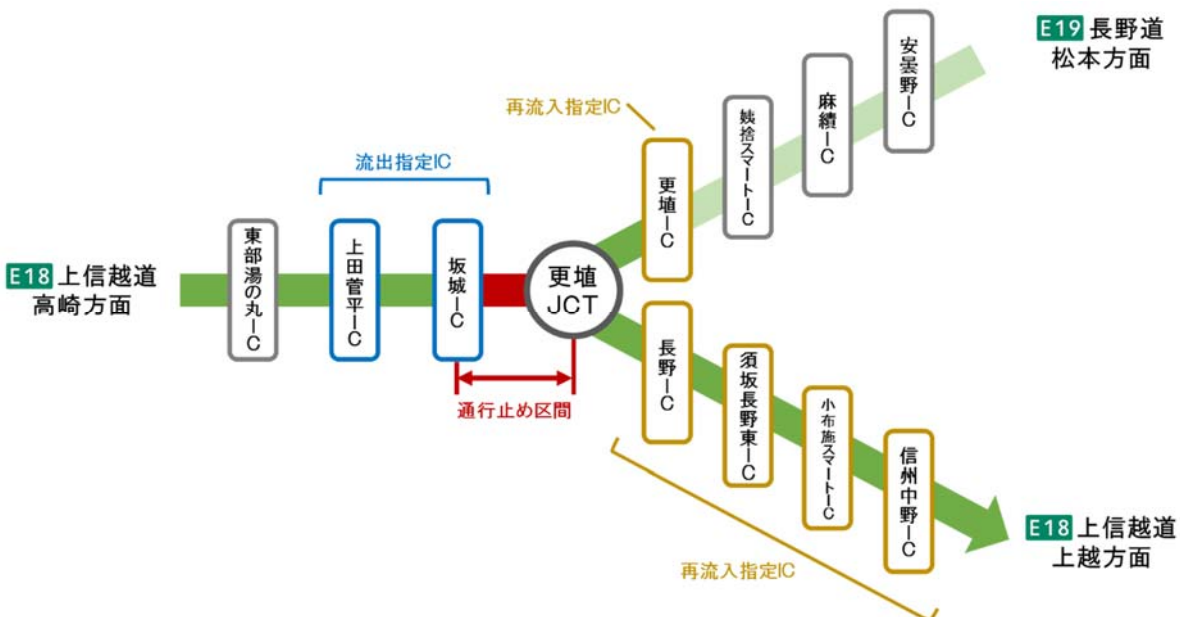 E19 長野道
松本方面
安曇野IC
麻績IC
姨捨スマートIC
再流入指定IC
更埴IC
流出指定IC
E18 上信越道
高崎方面
東部湯の丸IC
上田菅平IC
坂城IC
更埴
JCT
通行止め区間
長野IC
須坂長野東IC
小布施スマートIC
信州中野IC
再流入指定IC
E18 上信越道
上越方面